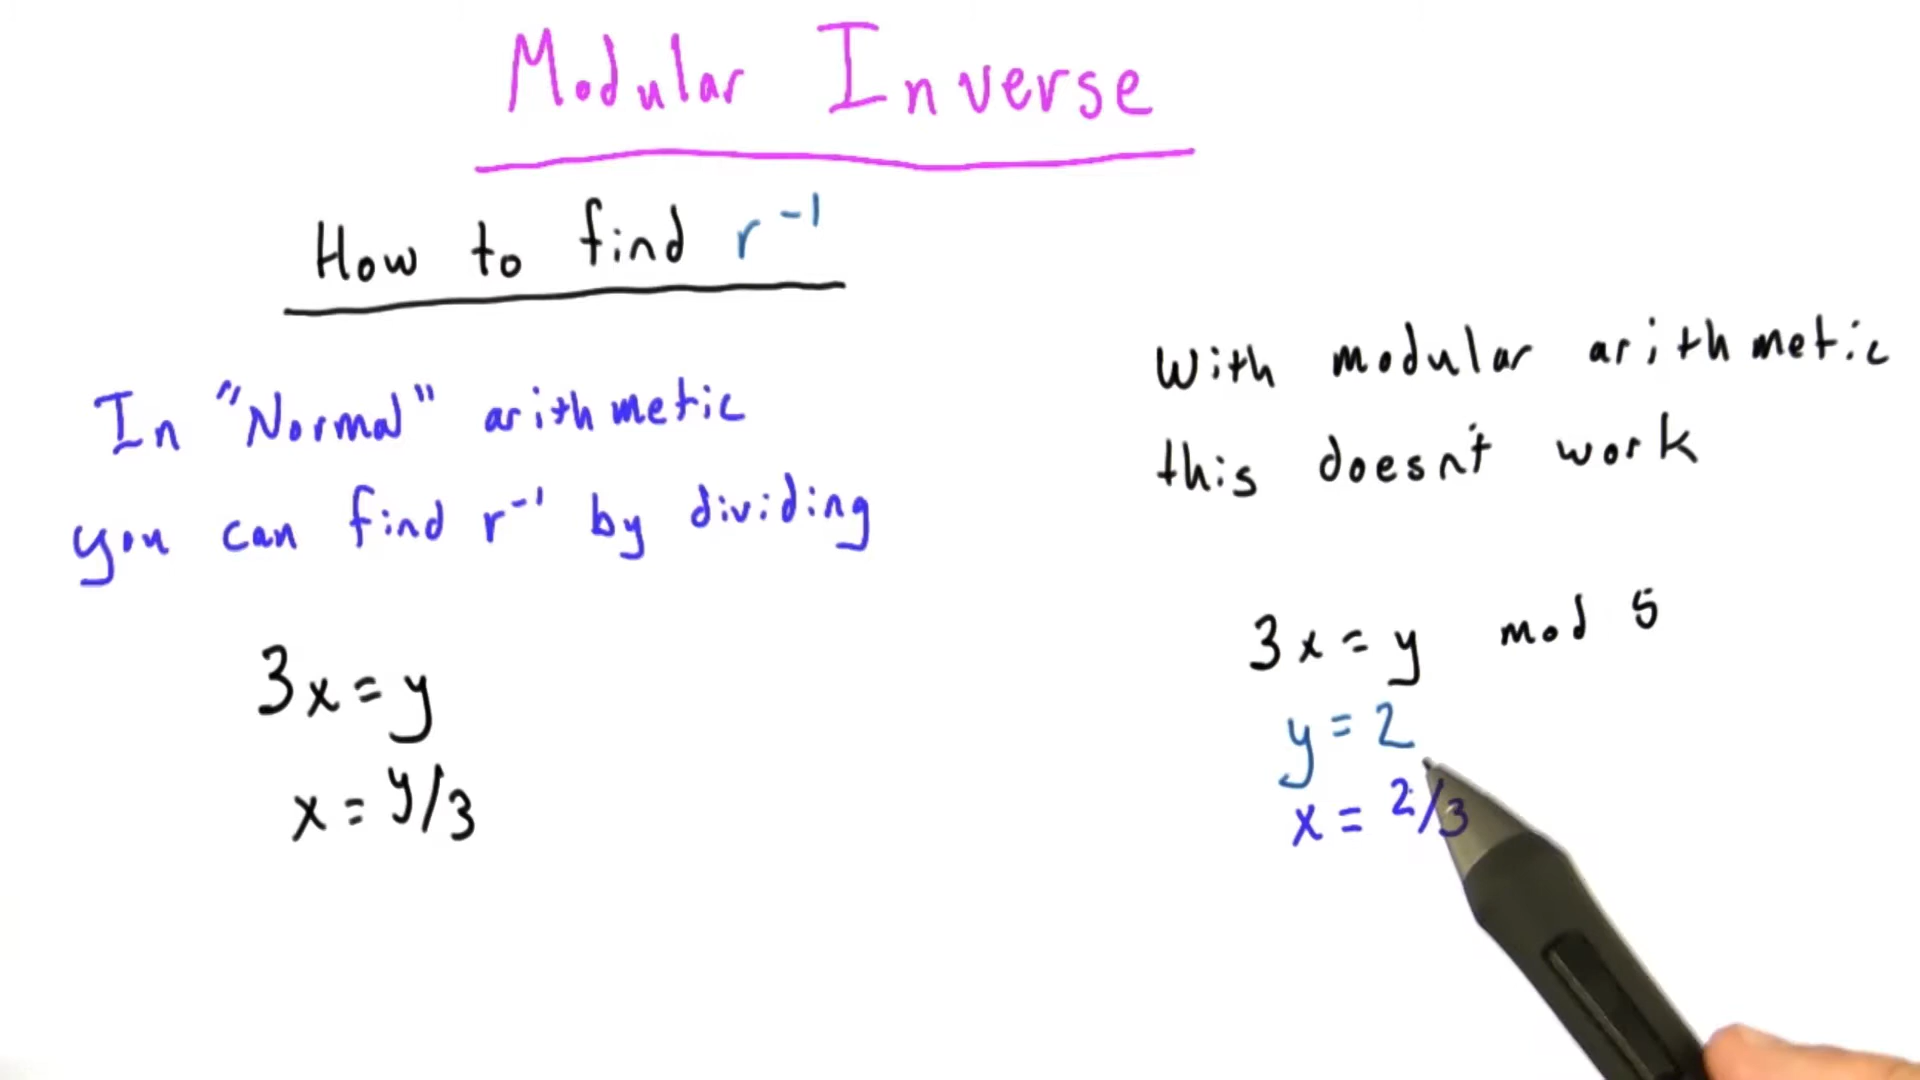 Modular Inverse
How to find r⁻¹
In "Normal" arithmetic
you can find r⁻¹ by dividing
3x = y
x = y/3
With modular arithmetic
this doesn't work
3x = y mod 5
y = 2
x = 2/3